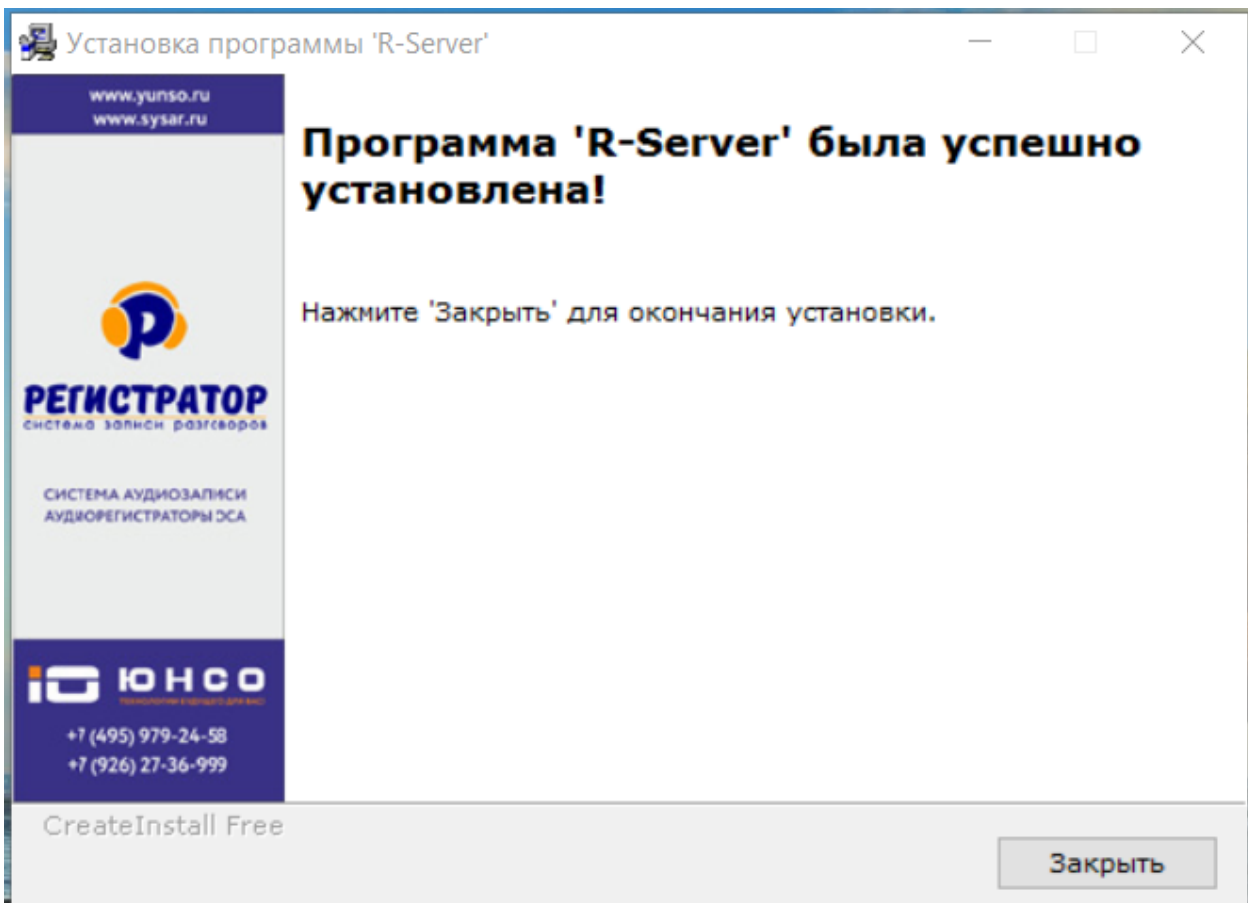 Установка программы 'R-Server'
www.yunso.ru
www.sysar.ru
Программа 'R-Server' была успешно
установлена!
Нажмите 'Закрыть' для окончания установки.
РЕГИСТРАТОР
система записи разговоров
СИСТЕМА АУДИОЗАПИСИ
АУДИОРЕГИСТРАТОРЫ ОСА
ЮНСО
+7 (495) 979-24-58
+7 (926) 27-36-999
CreateInstall Free
Закрыть